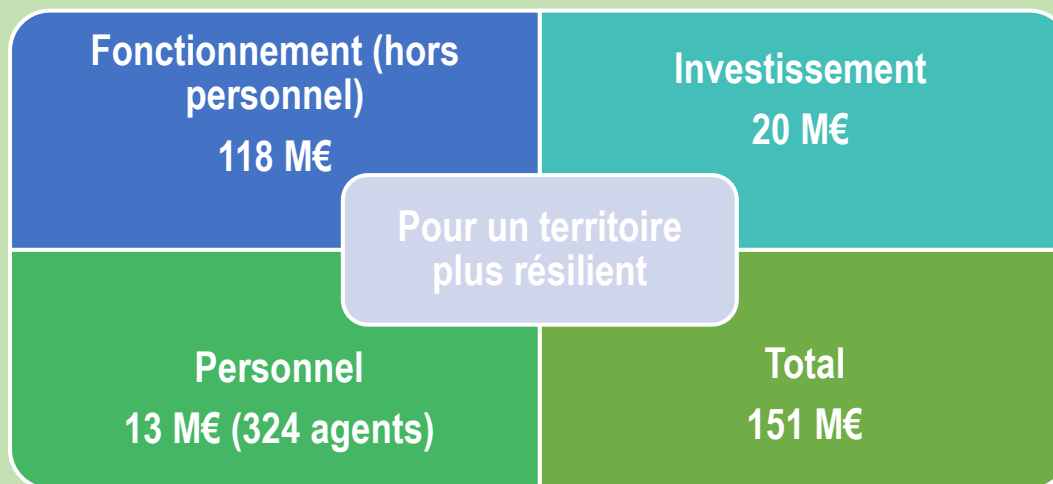 Fonctionnement (hors
personnel)
118 M€
Investissement
20 M€
Pour un territoire
plus résilient
Personnel
13 M€ (324 agents)
Total
151 M€